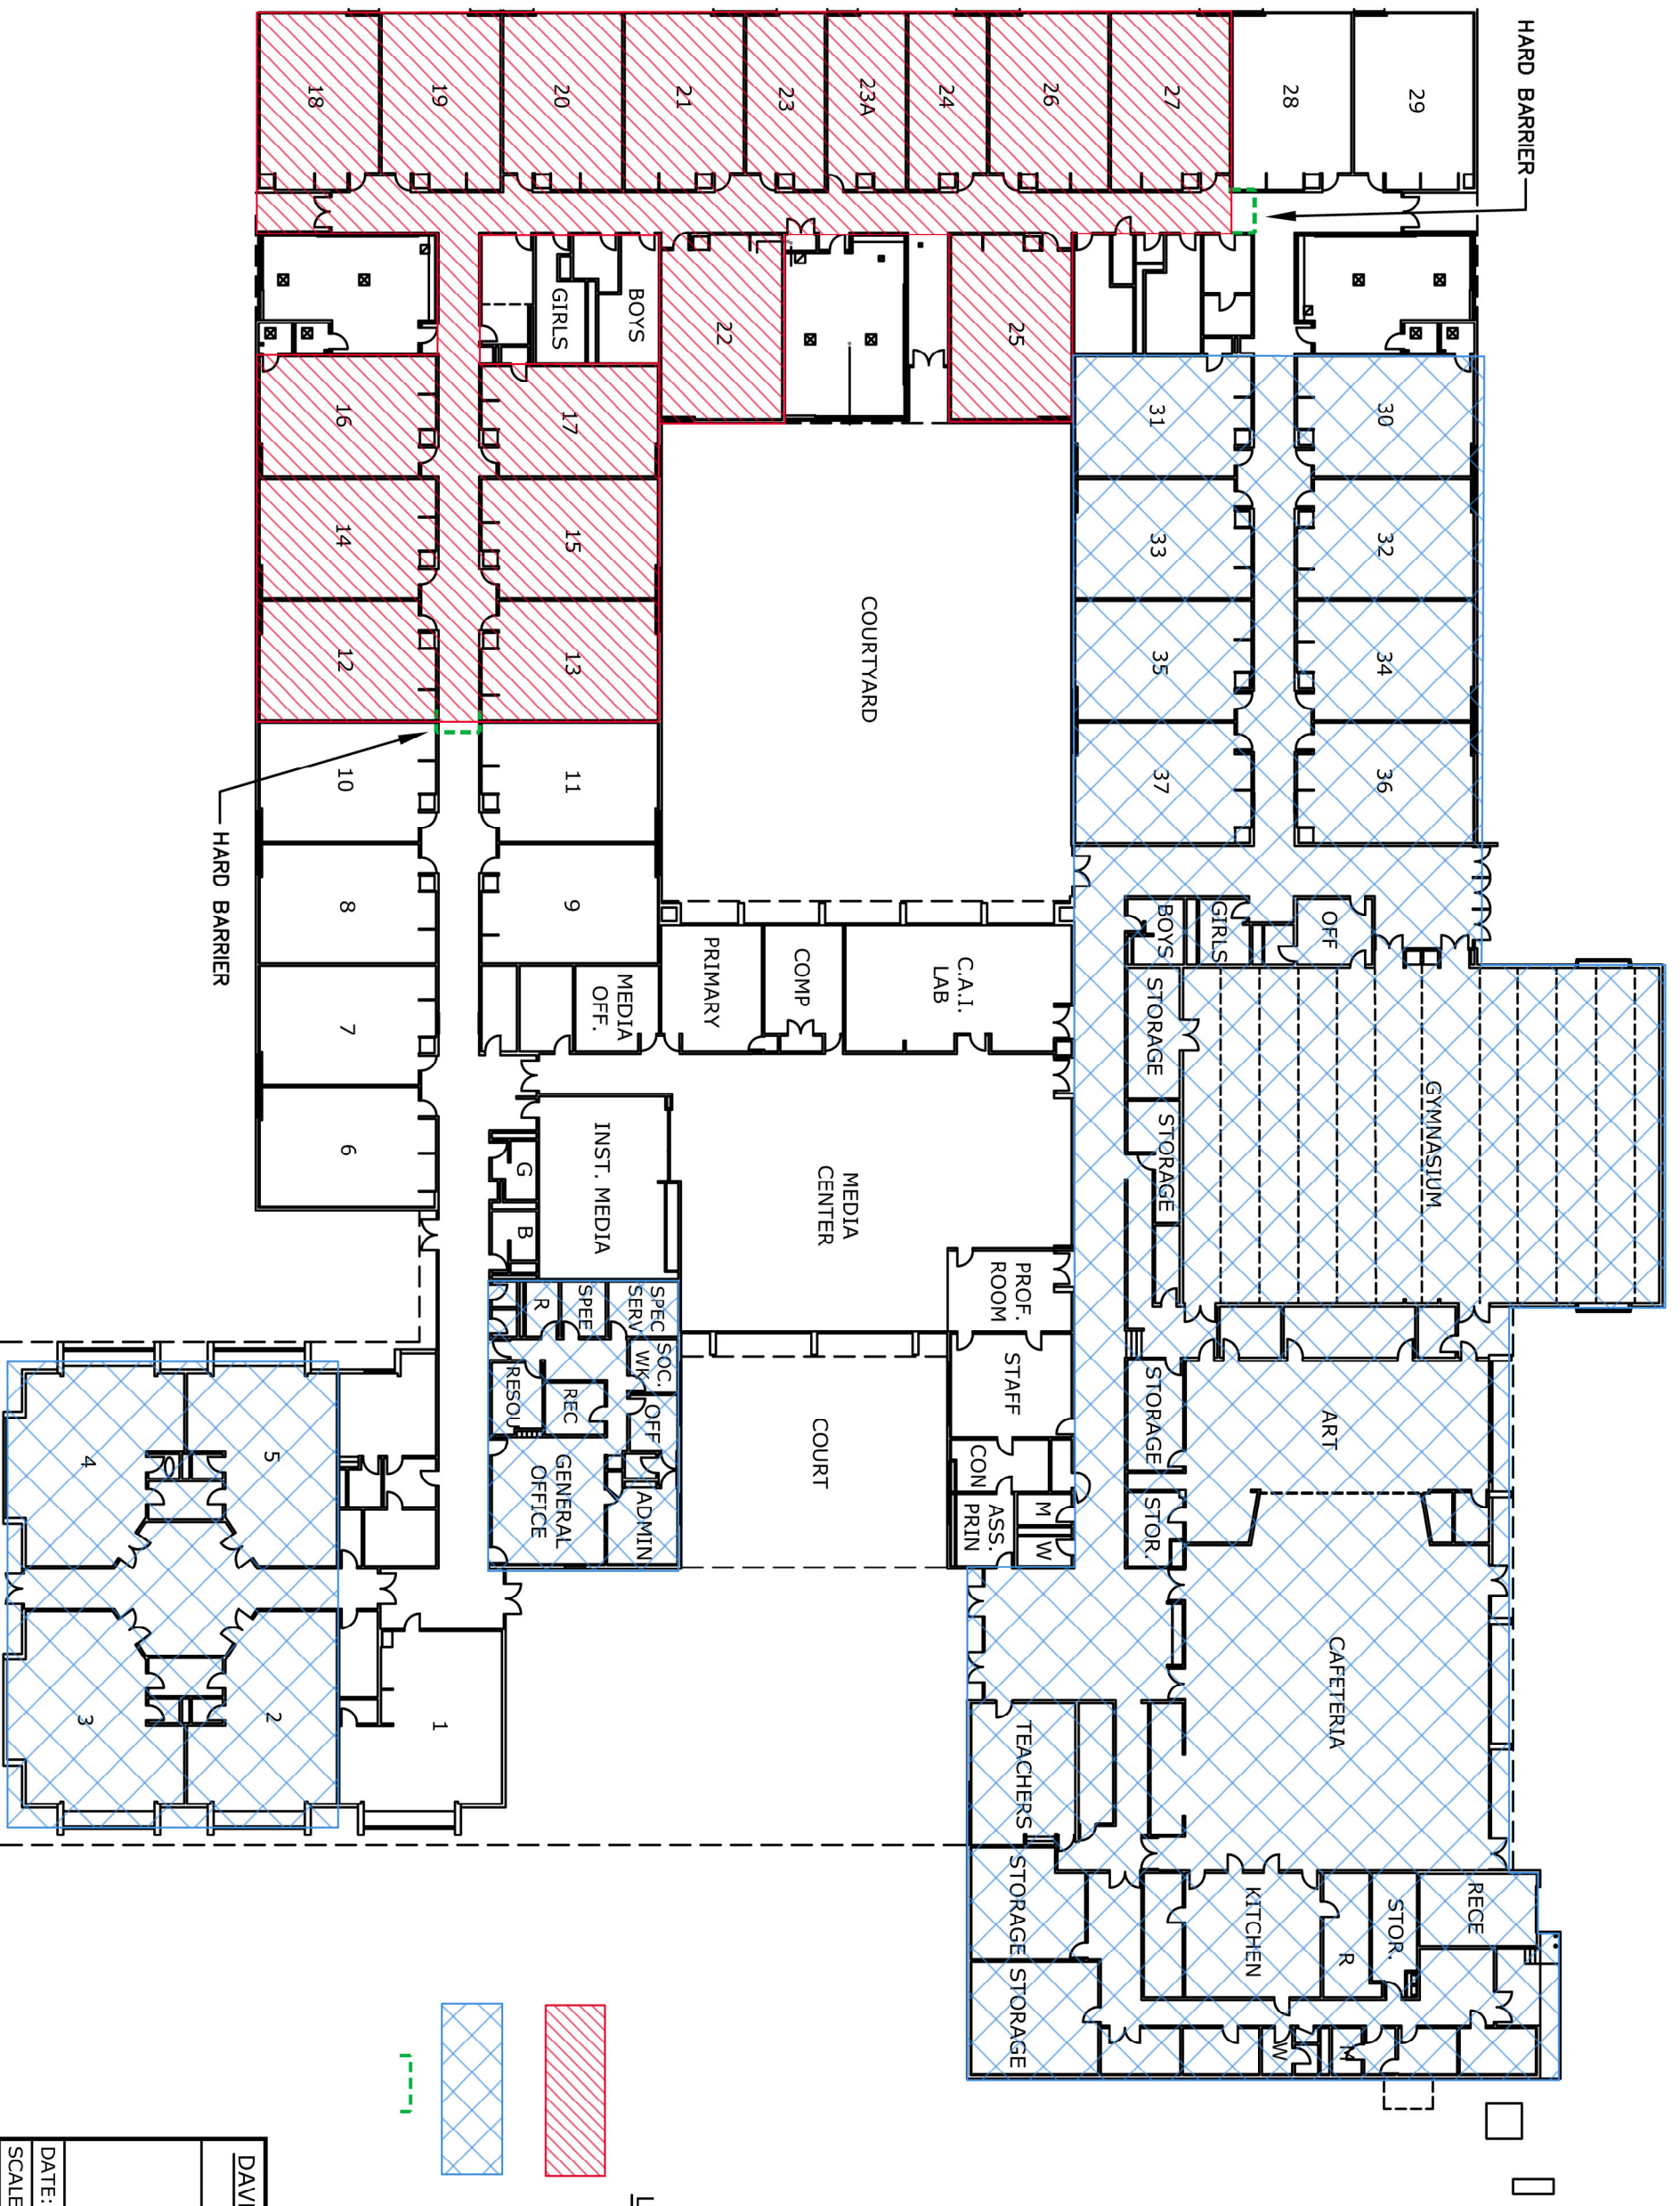 HARD BARRIER
29
28
27
26
24
23A
23
21
20
19
18
25
22
BOYS
GIRLS
30
31
17
16
32
33
15
14
34
35
13
12
COURTYARD
36
37
11
10
HARD BARRIER
9
8
OFF
GIRLS
BOYS
STORAGE
C.A.I.
LAB
COMP
PRIMARY
MEDIA
OFF.
7
GYMNASIUM
STORAGE
MEDIA
CENTER
INST. MEDIA
G
B
6
PROF.
ROOM
SPEC
SERV
SPEE
R
STAFF
SOC.
WK
OFF
REC
RESOU
ART
STORAGE
COURT
CON
5
4
STOR.
M
W
ASS.
PRIN
ADMIN
GENERAL
OFFICE
CAFETERIA
TEACHERS
1
2
3
RECE
STOR.
R
KITCHEN
STORAGE
STORAGE
W
DAVI
DATE:
SCALE